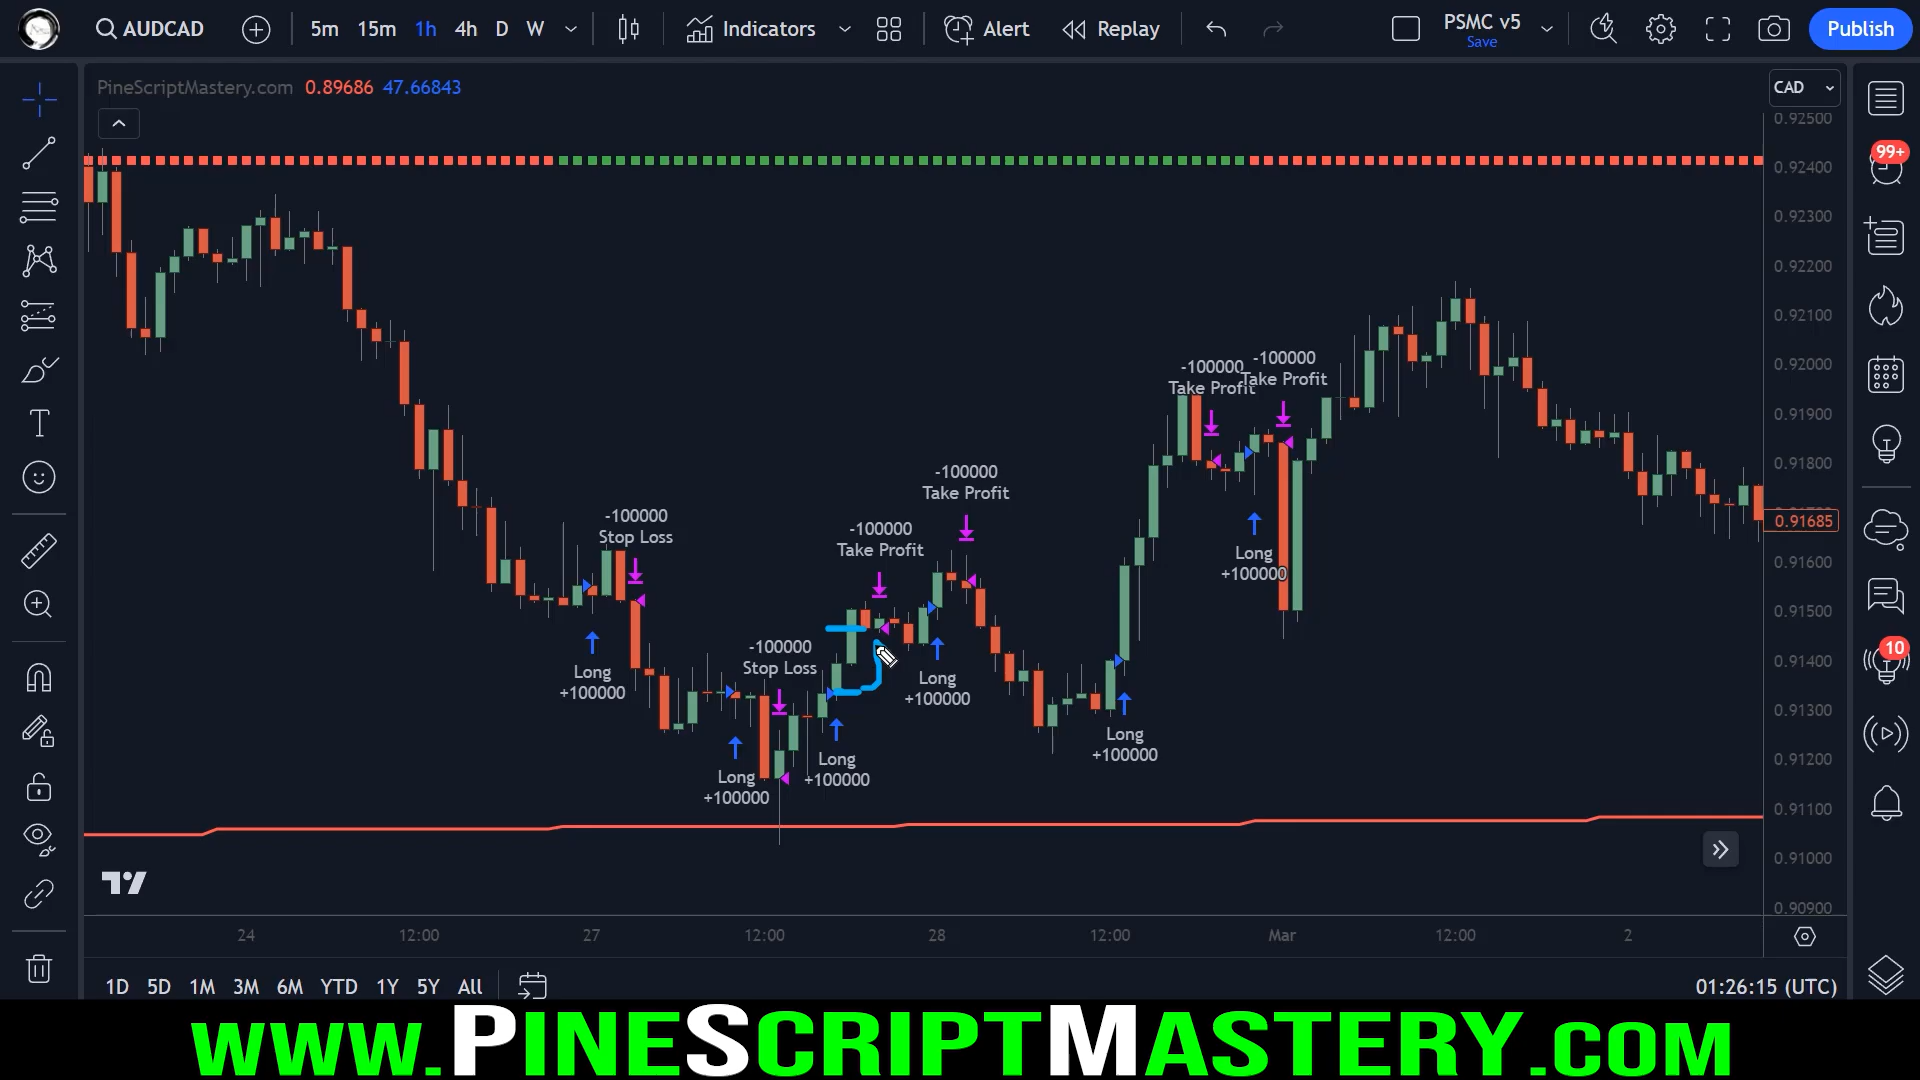 AUDCAD 5m 15m 1h 4h D W Indicators Alert Replay PSMC v5 Publish
Save
PineScriptMastery.com 0.89686 47.66843
CAD
0.92500
0.92400
0.92300
0.92200
0.92100
0.92000
0.91900
0.91800
0.91685
0.91600
0.91500
0.91400
0.91300
0.91200
0.91100
0.91000
0.90900
99+
10
-100000
Stop Loss
Long
+100000
-100000
Stop Loss
Long
+100000
-100000
Take Profit
Long
+100000
-100000
Take Profit
Long
+100000
-100000
Take Profit
Long
+100000
-100000
Take Profit
Long
+100000
24 12:00 27 12:00 28 12:00 Mar 12:00 2
1D 5D 1M 3M 6M YTD 1Y 5Y All 01:26:15 (UTC)
www.PineScriptMastery.com